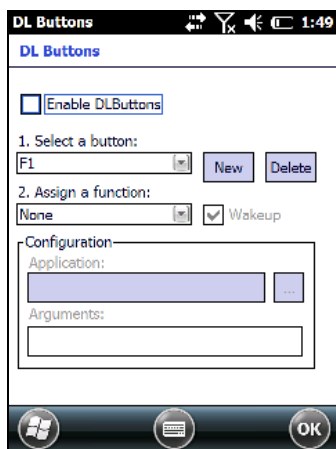 DL Buttons 1:49
DL Buttons
Enable DLButtons
1. Select a button:
F1 New Delete
2. Assign a function:
None Wakeup
Configuration
Application:
...
Arguments:
OK